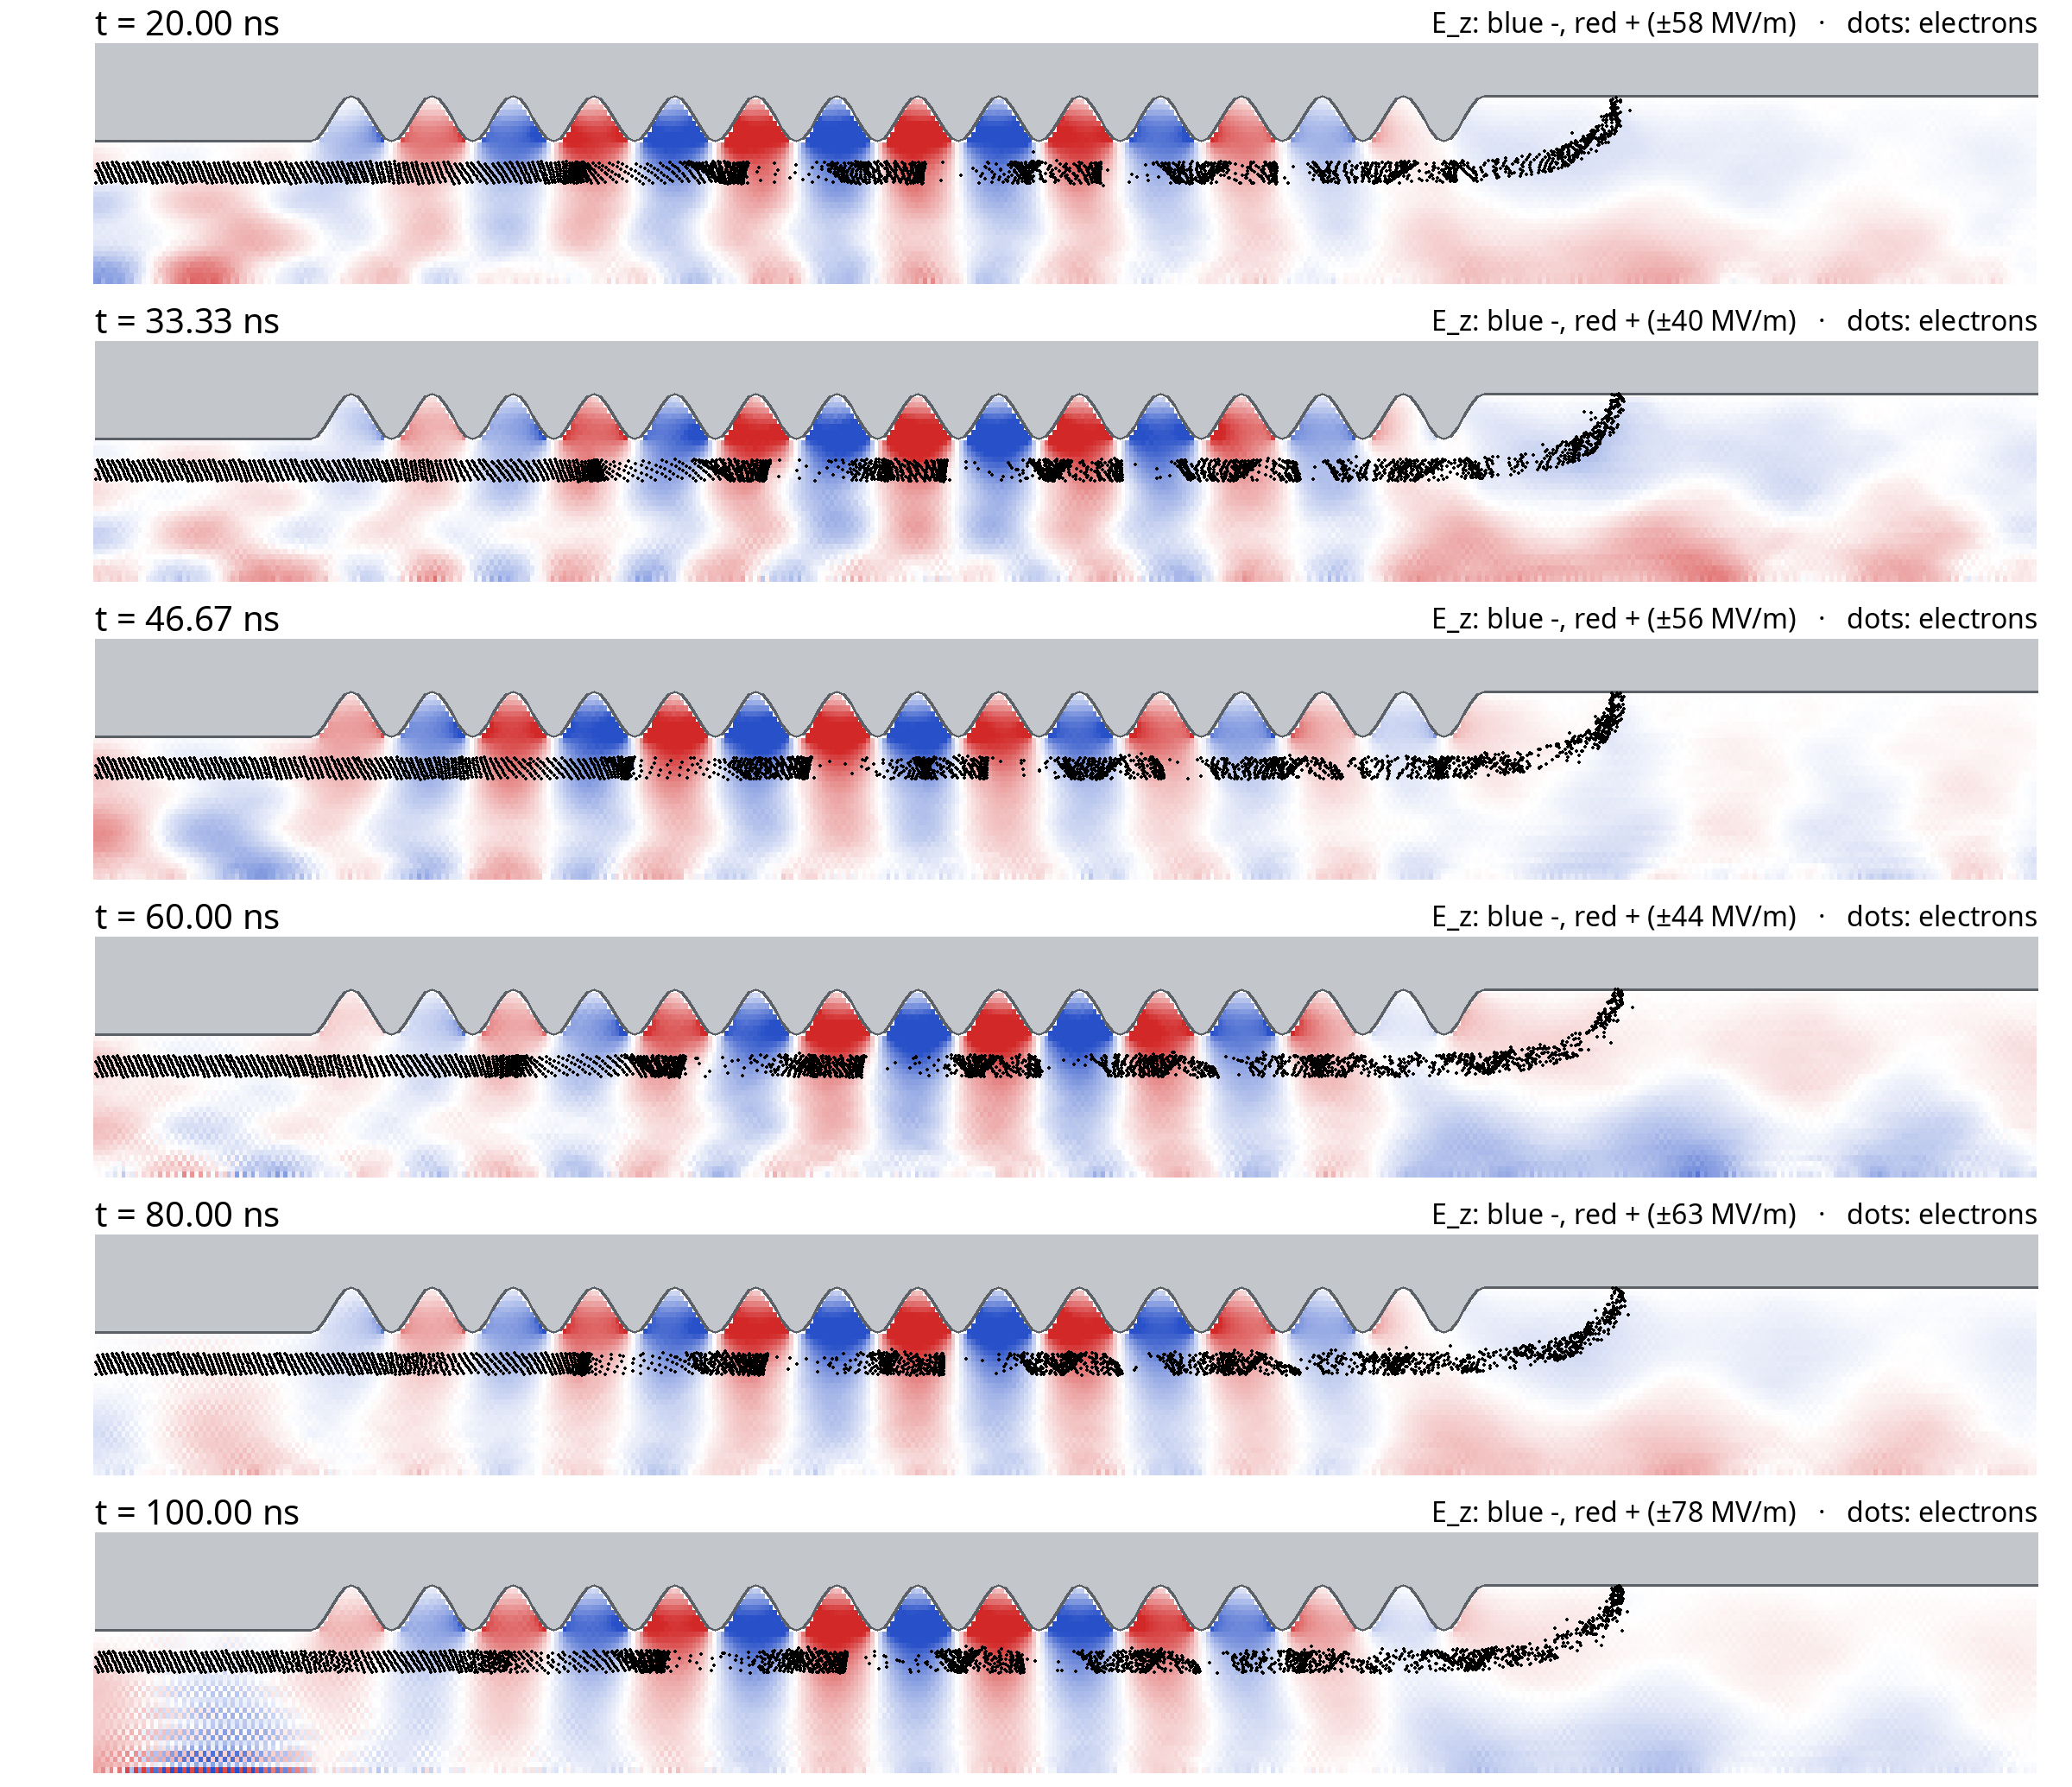 t = 20.00 ns
E_z: blue -, red + (±58 MV/m) · dots: electrons
t = 33.33 ns
E_z: blue -, red + (±40 MV/m) · dots: electrons
t = 46.67 ns
E_z: blue -, red + (±56 MV/m) · dots: electrons
t = 60.00 ns
E_z: blue -, red + (±44 MV/m) · dots: electrons
t = 80.00 ns
E_z: blue -, red + (±63 MV/m) · dots: electrons
t = 100.00 ns
E_z: blue -, red + (±78 MV/m) · dots: electrons